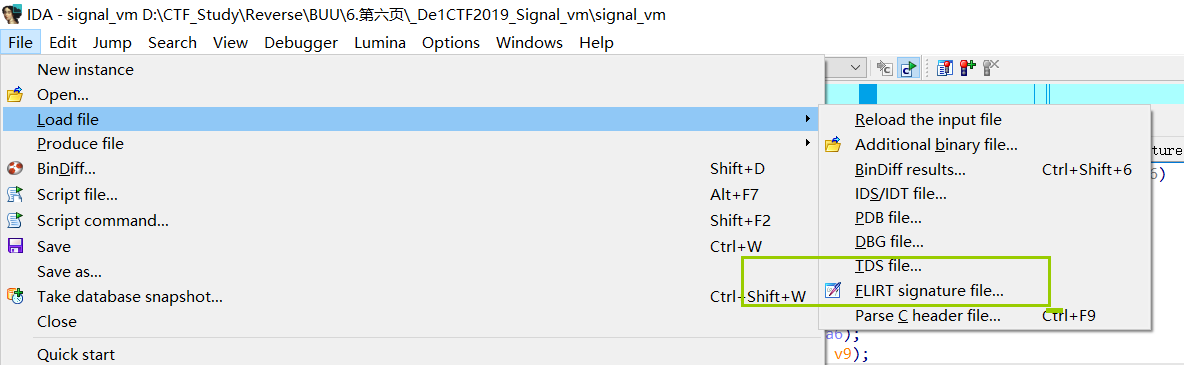 IDA - signal_vm D:\CTF_Study\Reverse\BUU\6.第六页\_De1CTF2019_Signal_vm\signal_vm
File Edit Jump Search View Debugger Lumina Options Windows Help
New instance
Open...
Load file
Produce file
BinDiff... Shift+D
Script file... Alt+F7
Script command... Shift+F2
Save Ctrl+W
Save as...
Take database snapshot... Ctrl+Shift+W
Close
Quick start
Reload the input file
Additional binary file...
BinDiff results... Ctrl+Shift+6
IDS/IDT file...
PDB file...
DBG file...
TDS file...
FLIRT signature file...
Parse C header file... Ctrl+F9
ture
6)
a6);
v9);